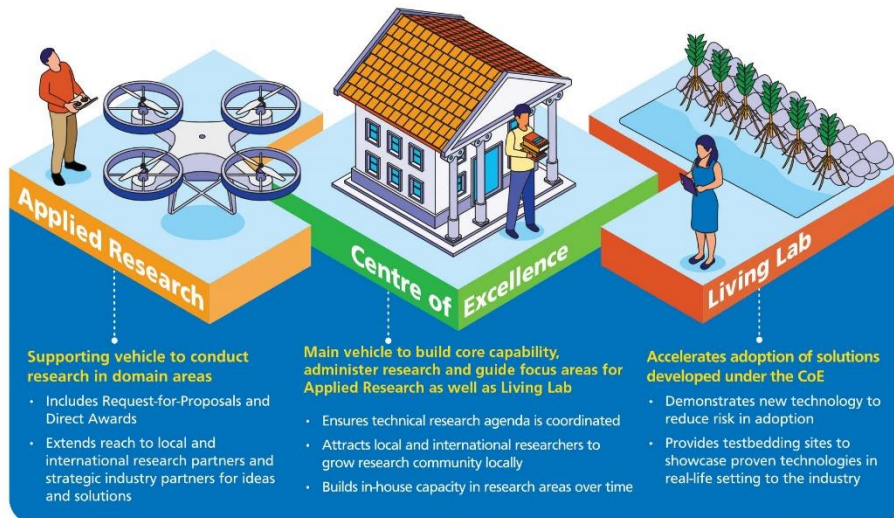 Applied Research
Centre of Excellence
Living Lab
Supporting vehicle to conduct
research in domain areas
• Includes Request-for-Proposals and
Direct Awards
• Extends reach to local and
international research partners and
strategic industry partners for ideas
and solutions
Main vehicle to build core capability,
administer research and guide focus areas for
Applied Research as well as Living Lab
• Ensures technical research agenda is coordinated
• Attracts local and international researchers to
grow research community locally
• Builds in-house capacity in research areas over time
Accelerates adoption of solutions
developed under the CoE
• Demonstrates new technology to
reduce risk in adoption
• Provides testbedding sites to
showcase proven technologies in
real-life setting to the industry